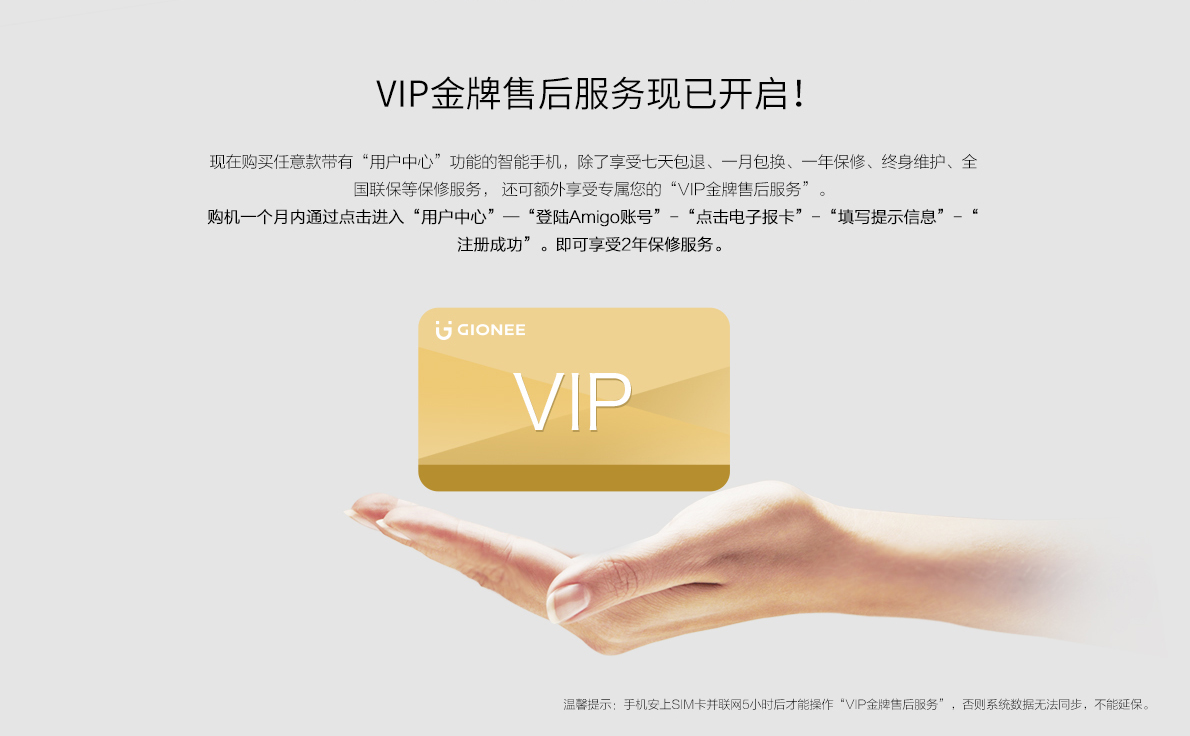 VIP金牌售后服务现已开启！
现在购买任意款带有“用户中心”功能的智能手机，除了享受七天包退、一月包换、一年保修、终身维护、全
国联保等保修服务， 还可额外享受专属您的“VIP金牌售后服务”。
购机一个月内通过点击进入“用户中心”—“登陆Amigo账号”-“点击电子报卡”-“填写提示信息”-“
注册成功”。即可享受2年保修服务。
GIONEE
VIP
温馨提示：手机安上SIM卡并联网5小时后才能操作“VIP金牌售后服务”，否则系统数据无法同步，不能延保。